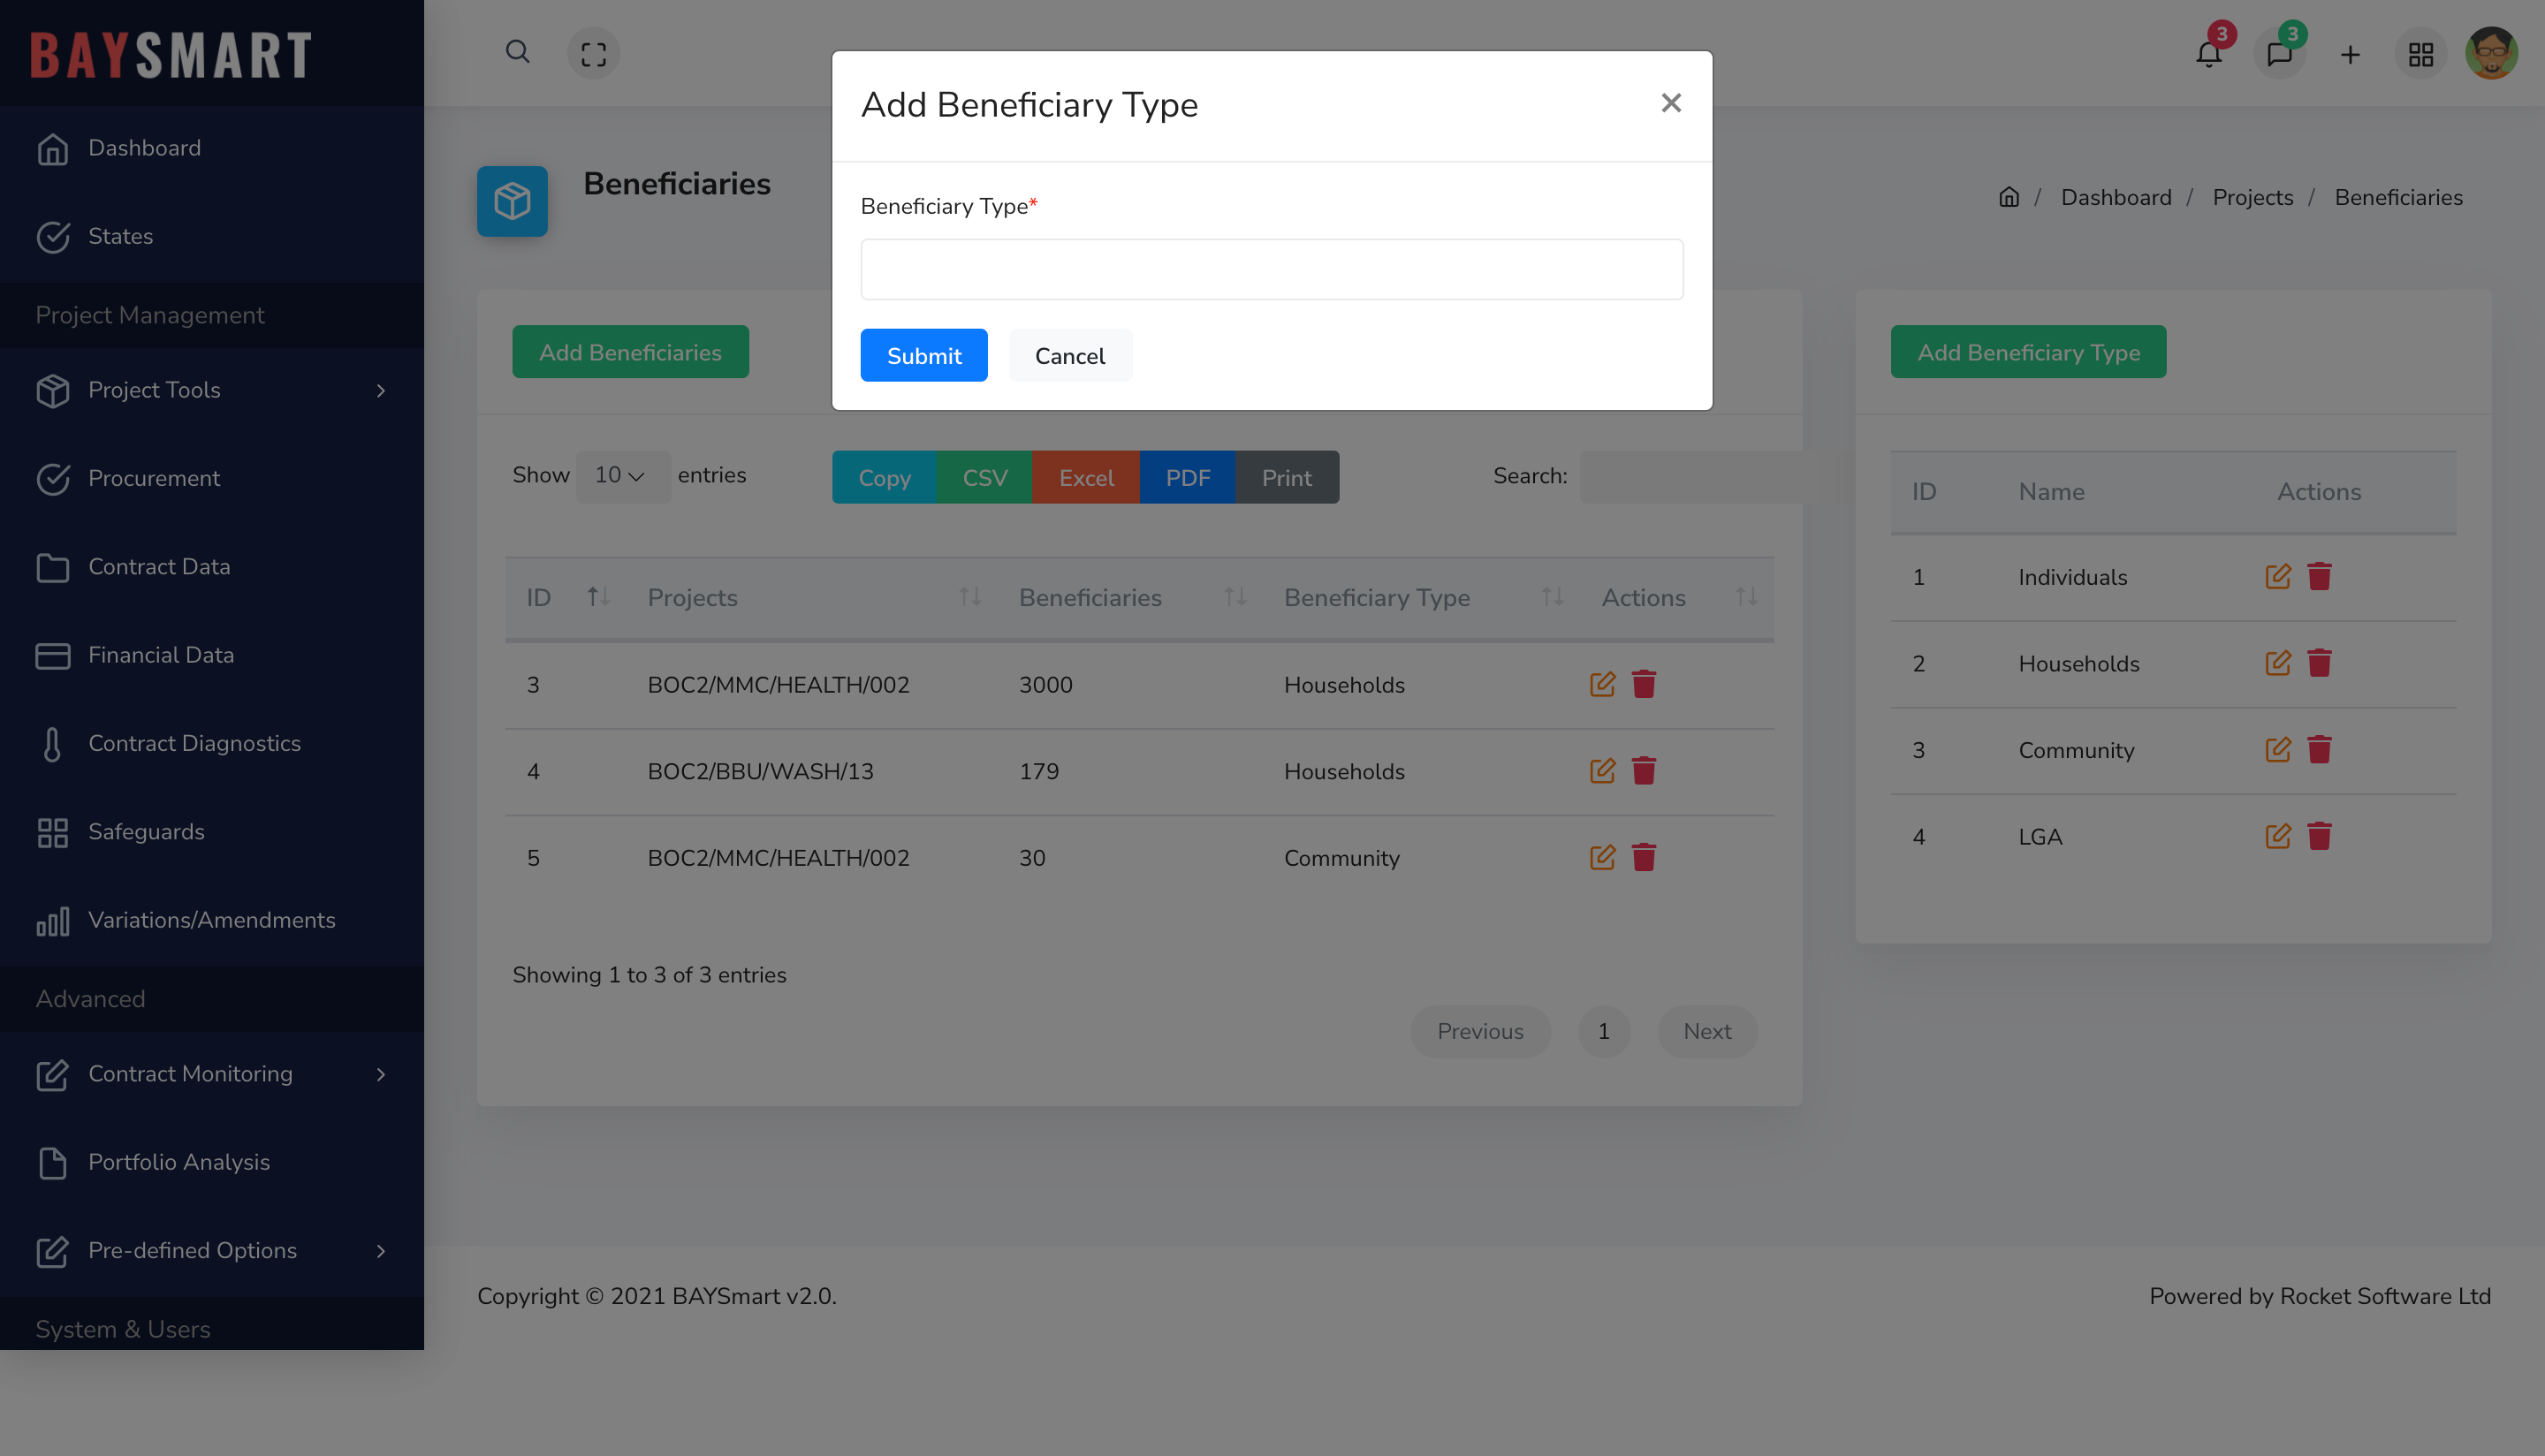 BAYSMART
Dashboard
States
Project Management
Project Tools
Procurement
Contract Data
Financial Data
Contract Diagnostics
Safeguards
Variations/Amendments
Advanced
Contract Monitoring
Portfolio Analysis
Pre-defined Options
System & Users
3
3
Add Beneficiary Type
×
Beneficiary Type*
Submit Cancel
Beneficiaries
/ Dashboard / Projects / Beneficiaries
Add Beneficiaries
Show 10 entries
Copy CSV Excel PDF Print
Search:
ID Projects Beneficiaries Beneficiary Type Actions
3 BOC2/MMC/HEALTH/002 3000 Households
4 BOC2/BBU/WASH/13 179 Households
5 BOC2/MMC/HEALTH/002 30 Community
Showing 1 to 3 of 3 entries
Previous 1 Next
Add Beneficiary Type
ID Name Actions
1 Individuals
2 Households
3 Community
4 LGA
Copyright © 2021 BAYSmart v2.0.
Powered by Rocket Software Ltd